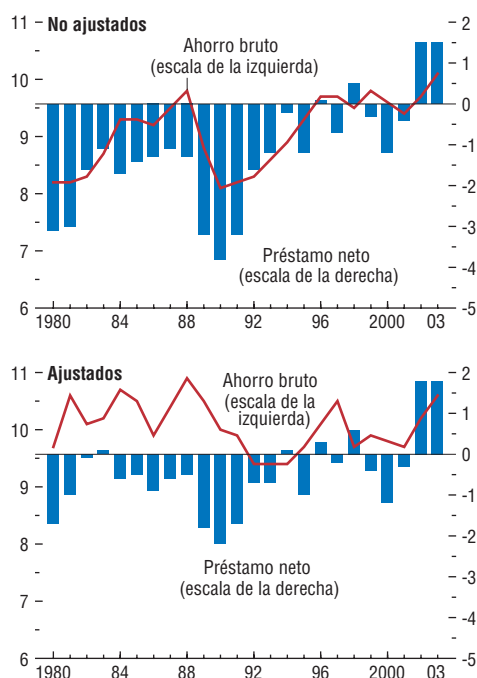 No ajustados
Ahorro bruto
(escala de la izquierda)
Préstamo neto
(escala de la derecha)
11
10
9
8
7
6
2
1
0
-1
-2
-3
-4
-5
1980 84 88 92 96 2000 03
Ajustados
Ahorro bruto
(escala de la
izquierda)
Préstamo neto
(escala de la derecha)
11
10
9
8
7
6
2
1
0
-1
-2
-3
-4
-5
1980 84 88 92 96 2000 03